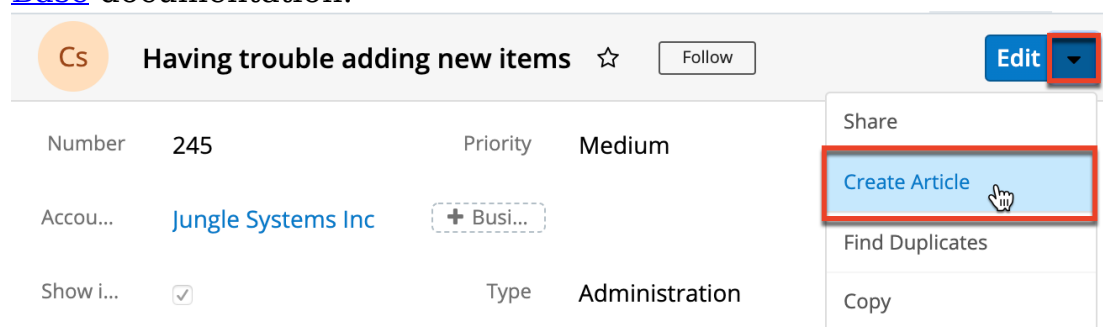 Base documentation.
Cs Having trouble adding new items Follow Edit
Share
Number 245 Priority Medium
Create Article
Accou... Jungle Systems Inc + Busi...
Find Duplicates
Show i... Type Administration
Copy